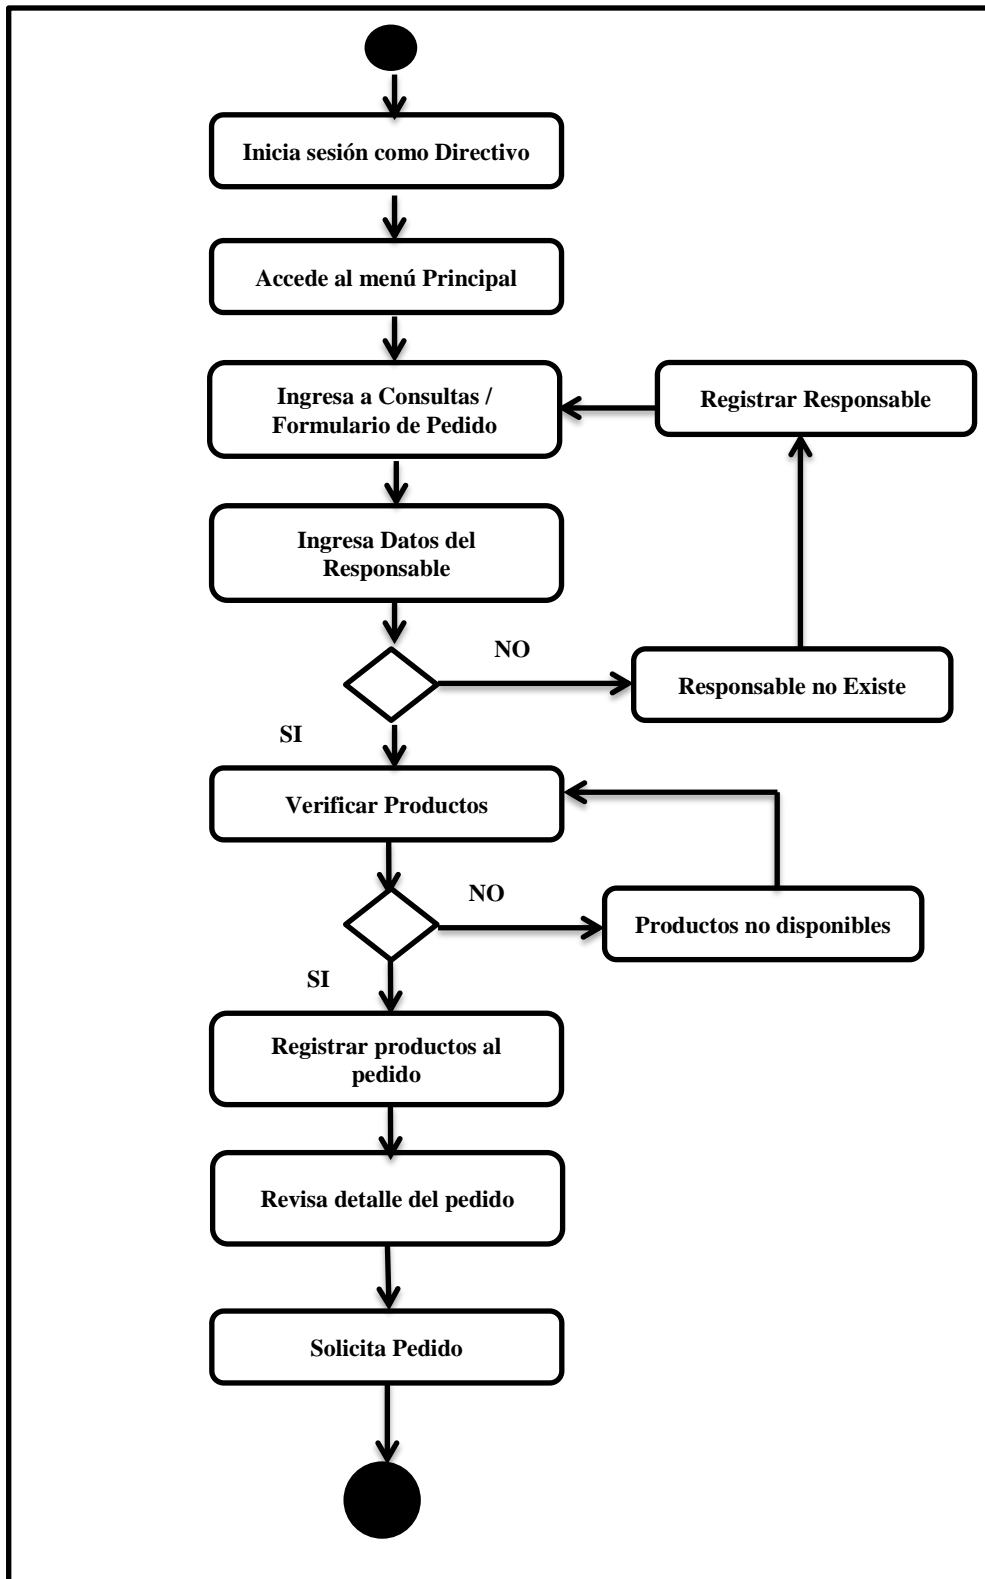 Inicia sesión como Directivo
Accede al menú Principal
Ingresa a Consultas /
Formulario de Pedido
Registrar Responsable
Ingresa Datos del
Responsable
NO
Responsable no Existe
SI
Verificar Productos
NO
Productos no disponibles
SI
Registrar productos al
pedido
Revisa detalle del pedido
Solicita Pedido